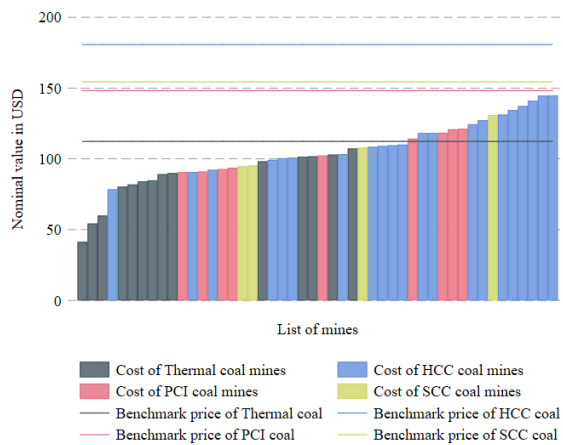 Nominal value in USD
200
150
100
50
0
List of mines
Cost of Thermal coal mines
Cost of HCC coal mines
Cost of PCI coal mines
Cost of SCC coal mines
Benchmark price of Thermal coal
Benchmark price of HCC coal
Benchmark price of PCI coal
Benchmark price of SCC coal